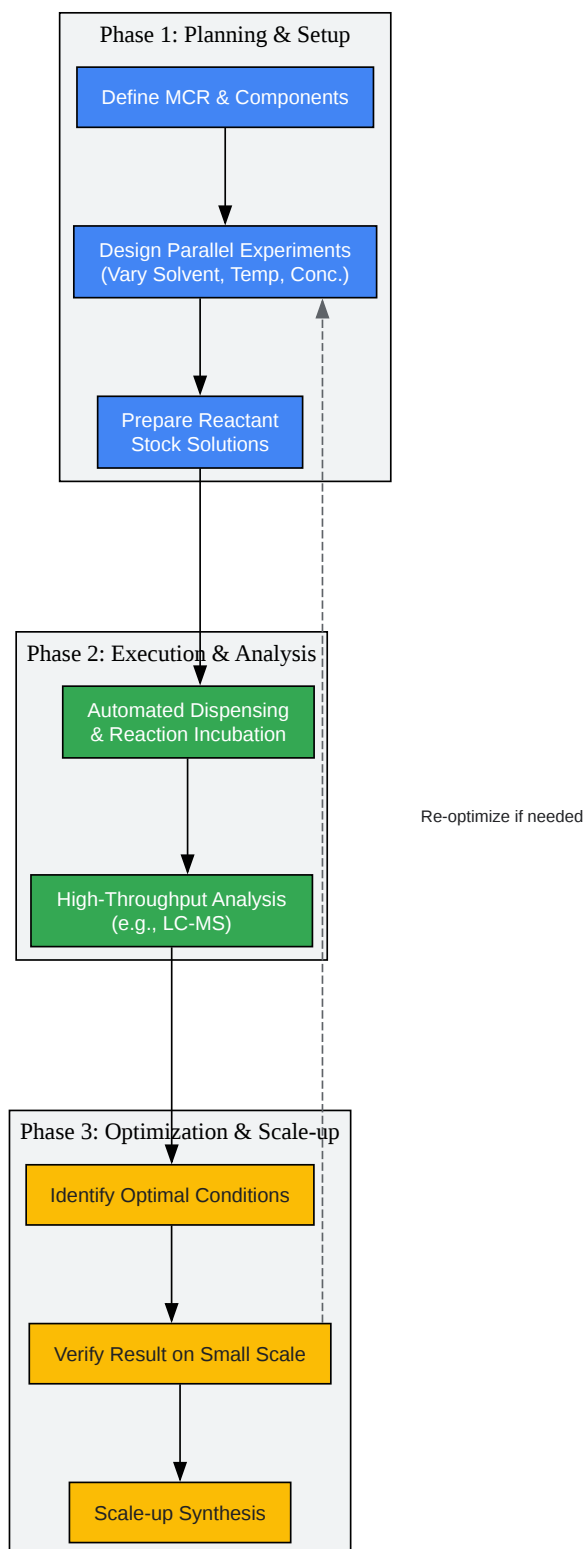 Phase 1: Planning & Setup
Define MCR & Components
Design Parallel Experiments
(Vary Solvent, Temp, Conc.)
Prepare Reactant
Stock Solutions
Phase 2: Execution & Analysis
Automated Dispensing
& Reaction Incubation
Re-optimize if needed
High-Throughput Analysis
(e.g., LC-MS)
Phase 3: Optimization & Scale-up
Identify Optimal Conditions
Verify Result on Small Scale
Scale-up Synthesis